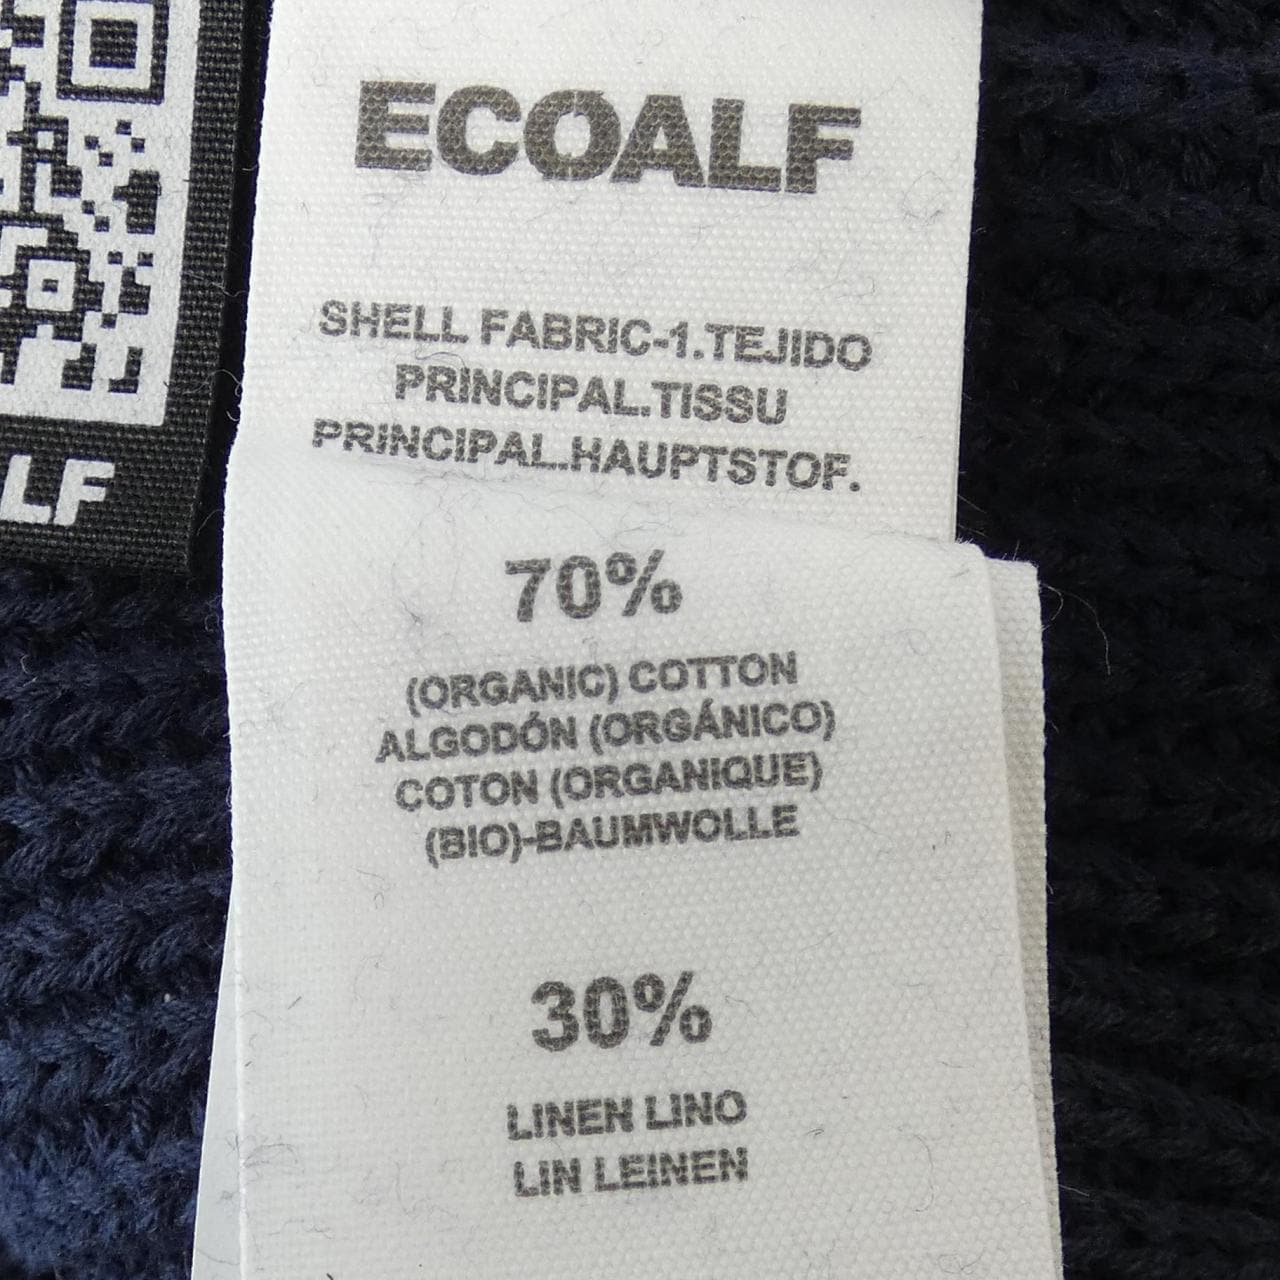 ECOALF
SHELL FABRIC-1.TEJIDO
PRINCIPAL.TISSU
PRINCIPAL.HAUPTSTOF.
LF
70%
(ORGANIC) COTTON
ALGODÓN (ORGÁNICO)
COTON (ORGANIQUE)
(BIO)-BAUMWOLLE
30%
LINEN LINO
LIN LEINEN